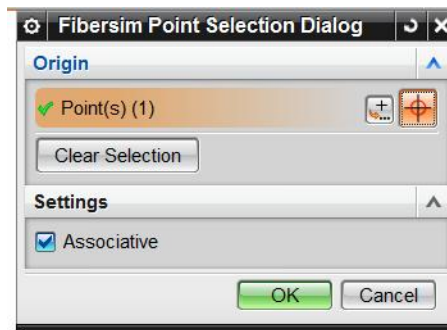 Fibersim Point Selection Dialog
Origin
Point(s) (1)
Clear Selection
Settings
Associative
OK Cancel